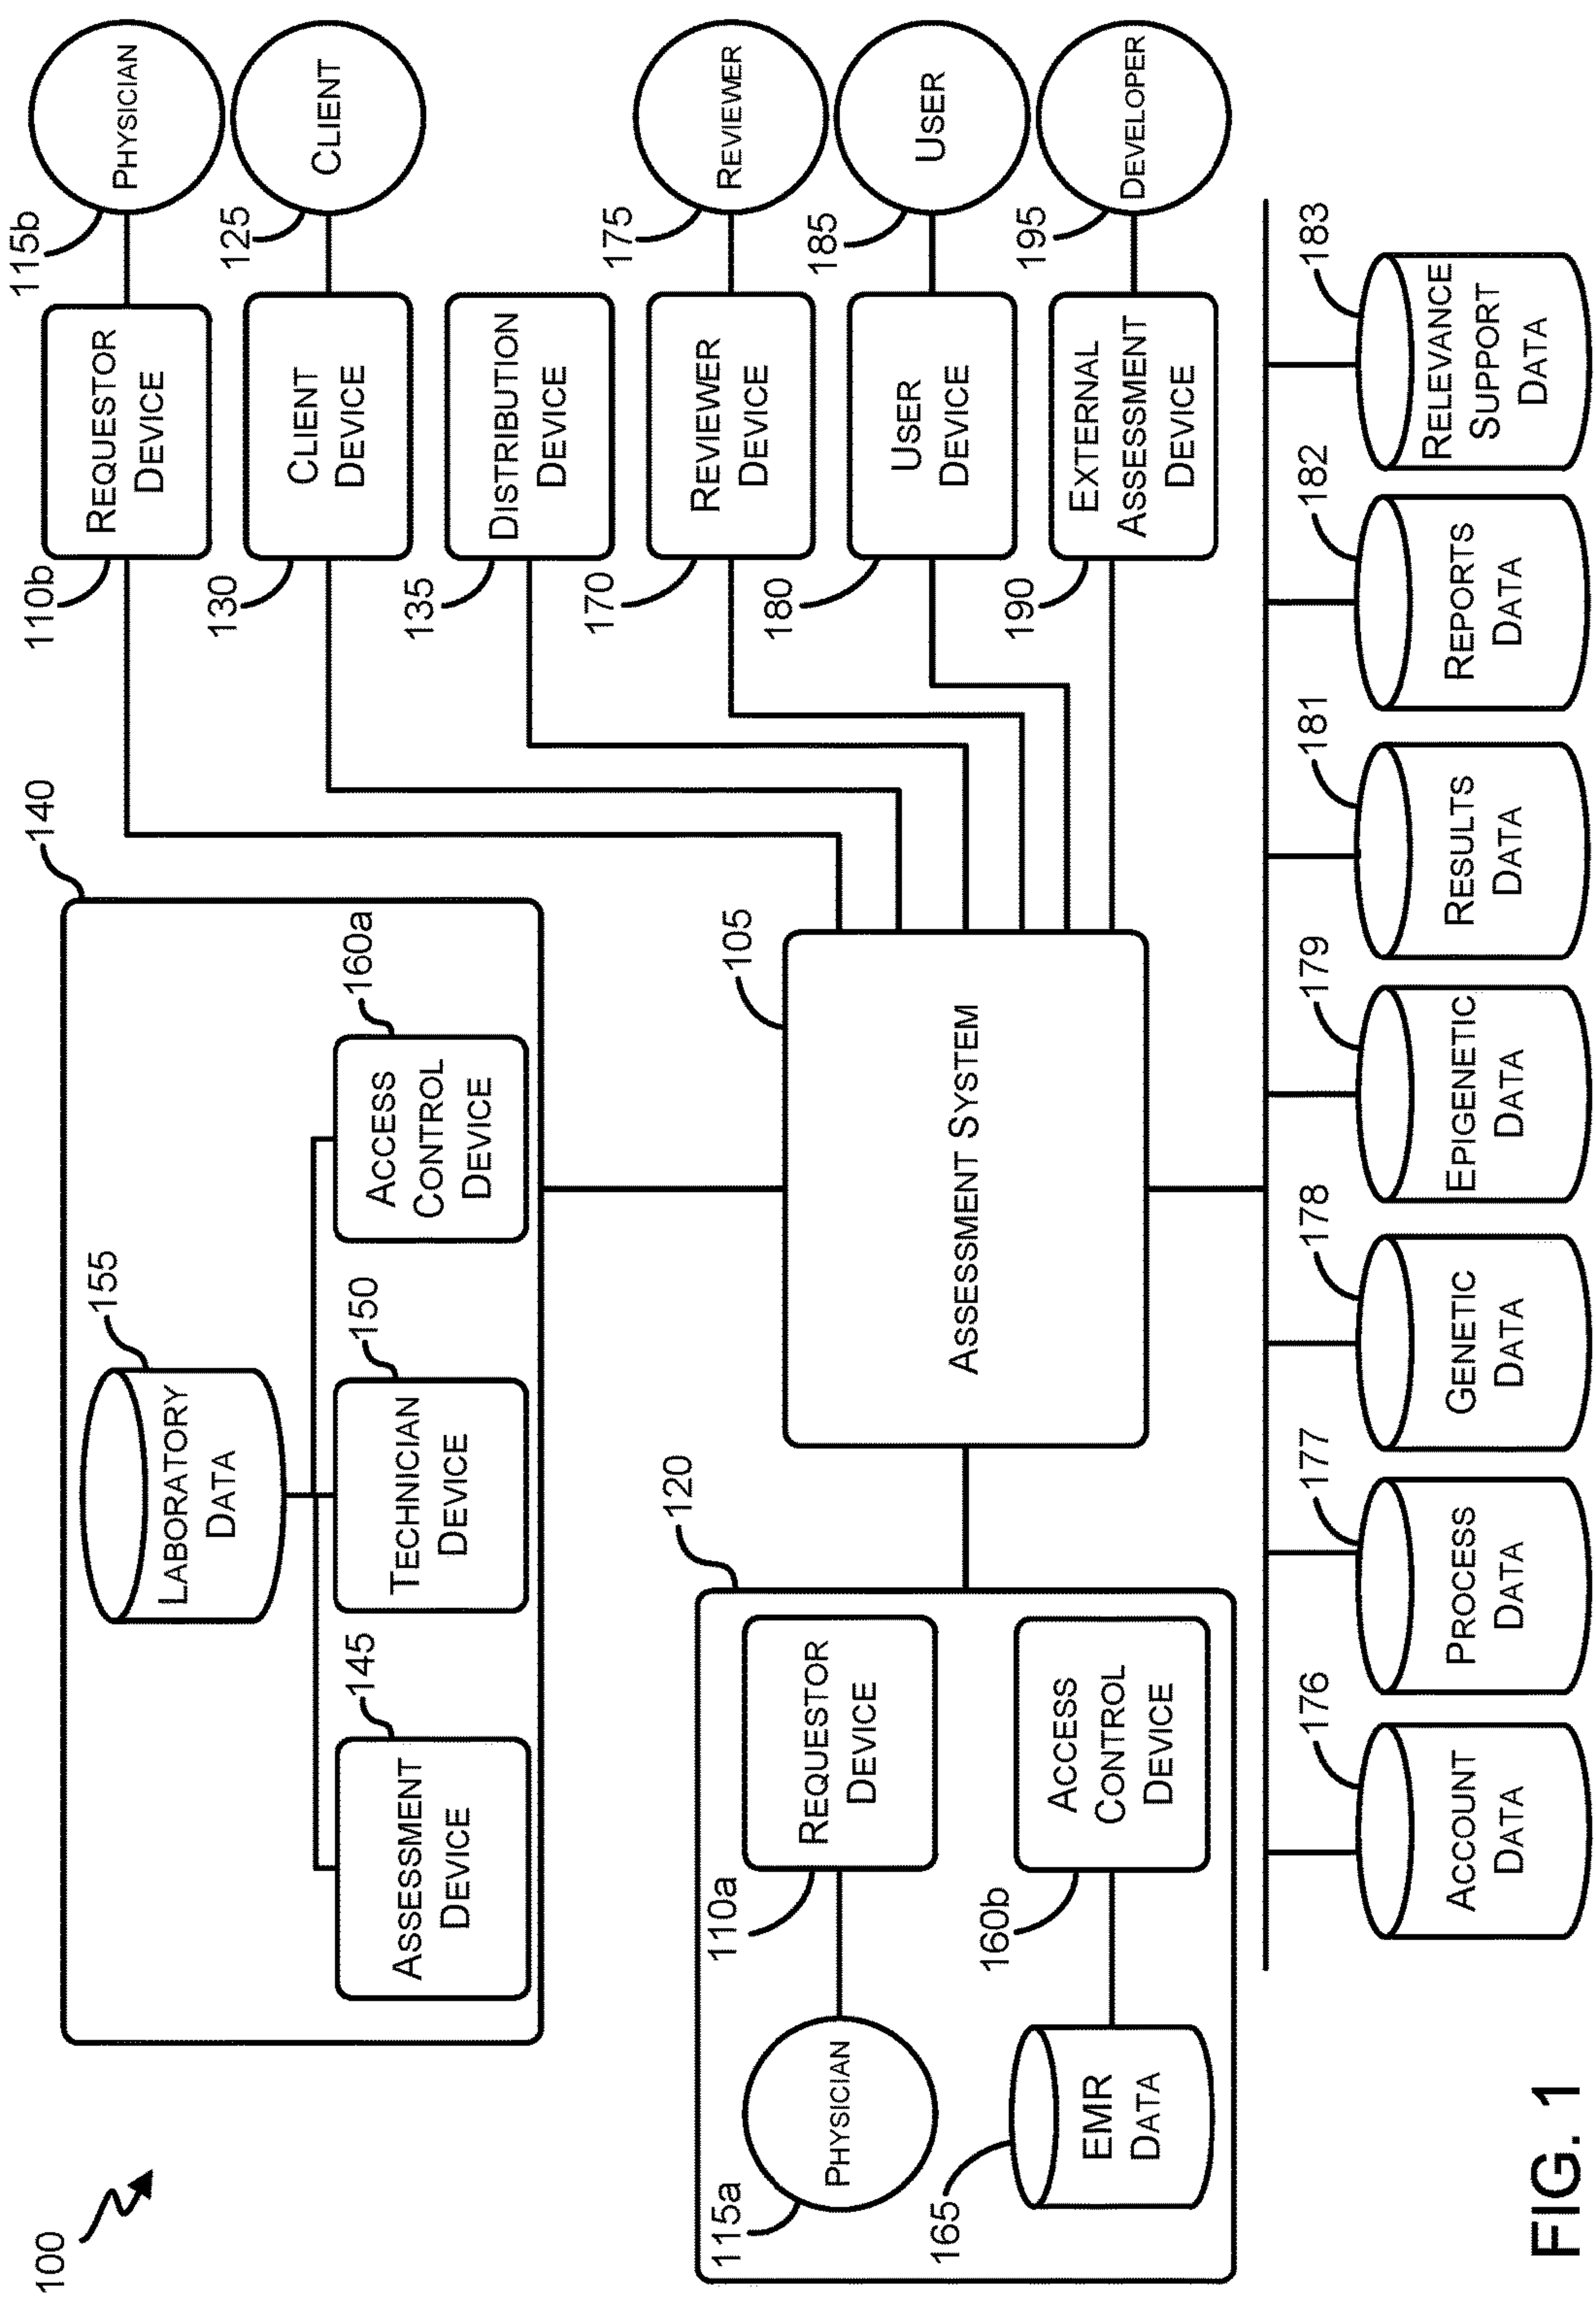 100
140
155
LABORATORY
DATA
145
150
160a
ASSESSMENT
DEVICE
TECHNICIAN
DEVICE
ACCESS
CONTROL
DEVICE
120
115a
PHYSICIAN
110a
REQUESTOR
DEVICE
165
EMR
DATA
160b
ACCESS
CONTROL
DEVICE
105
ASSESSMENT SYSTEM
110b
REQUESTOR
DEVICE
115b
PHYSICIAN
130
CLIENT
DEVICE
125
CLIENT
135
DISTRIBUTION
DEVICE
170
REVIEWER
DEVICE
175
REVIEWER
180
USER
DEVICE
185
USER
190
EXTERNAL
ASSESSMENT
DEVICE
195
DEVELOPER
176
ACCOUNT
DATA
177
PROCESS
DATA
178
GENETIC
DATA
179
EPIGENETIC
DATA
181
RESULTS
DATA
182
REPORTS
DATA
183
RELEVANCE
SUPPORT
DATA
FIG. 1